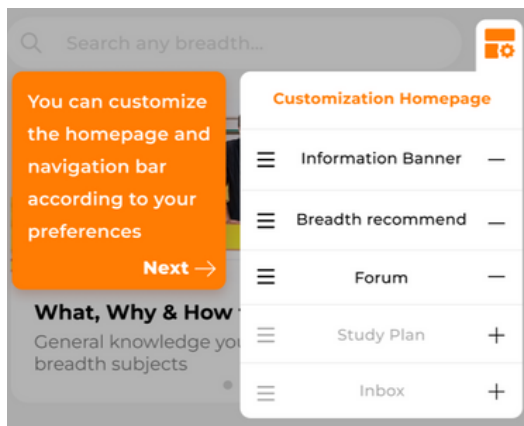 Search any breadth...
You can customize
the homepage and
navigation bar
according to your
preferences
Next →
Customization Homepage
Information Banner
Breadth recommend
Forum
Study Plan
Inbox
What, Why & How
General knowledge you
breadth subjects